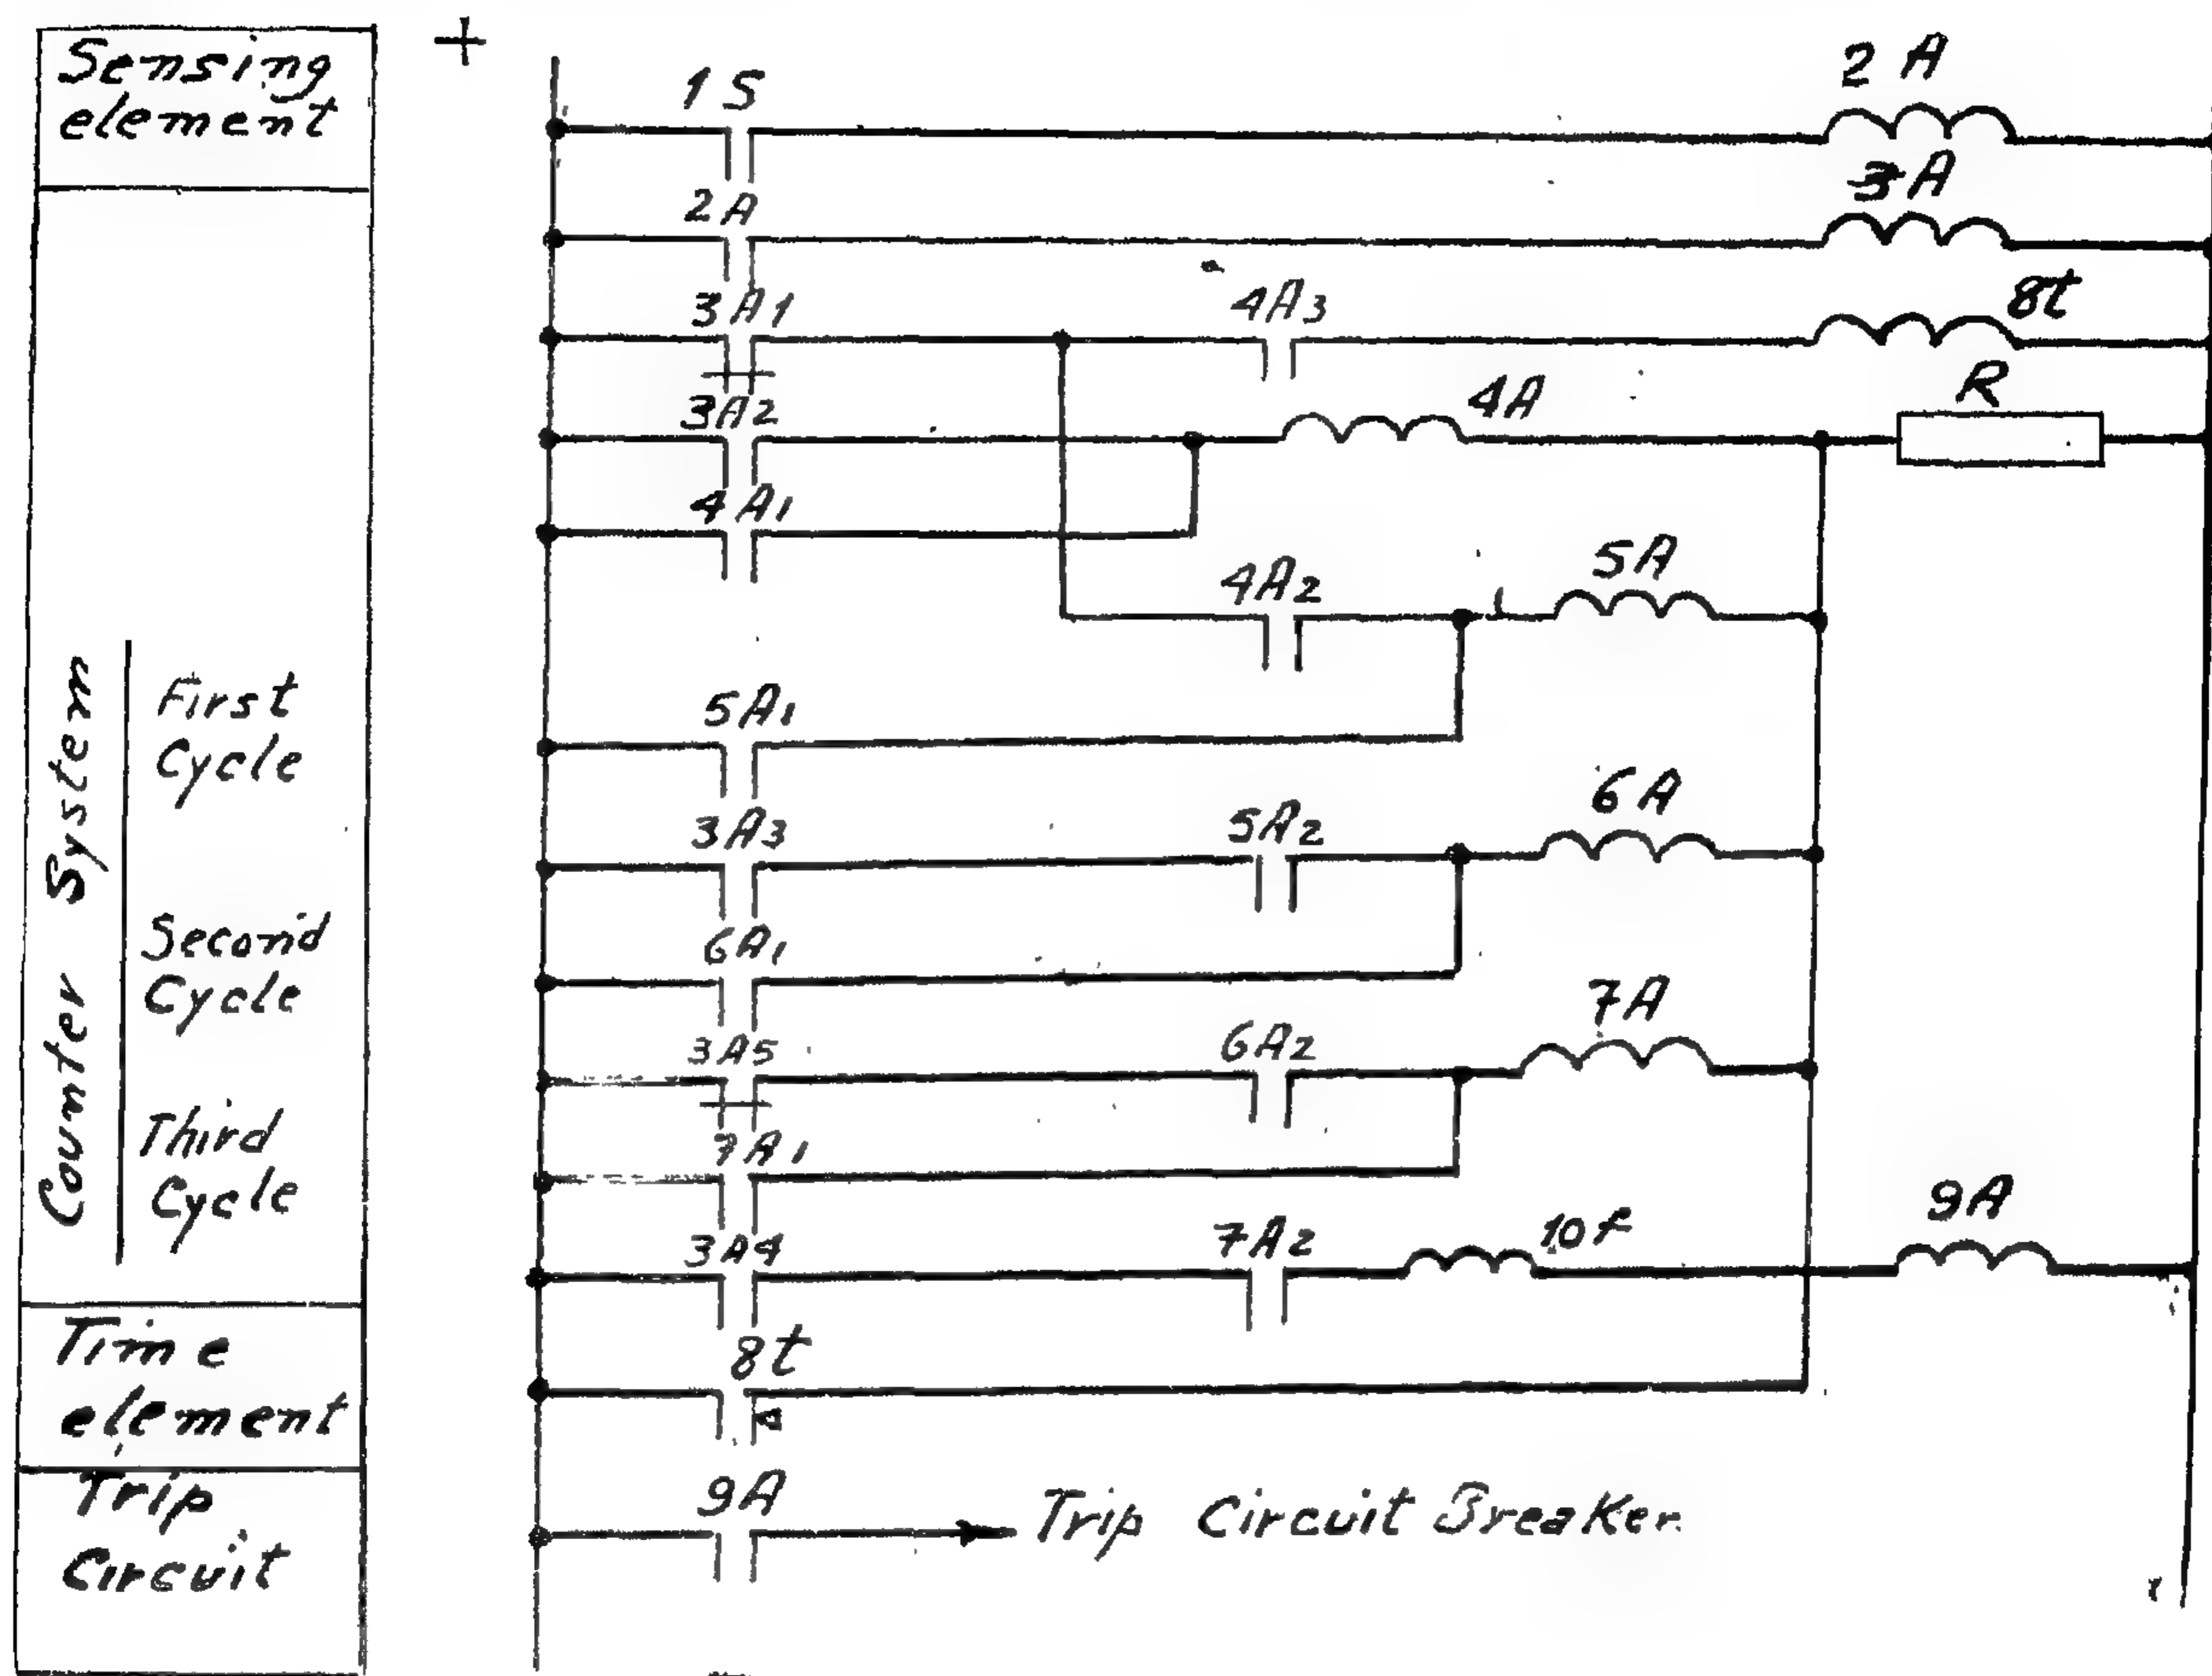 Sensing
element
Counter System
First
Cycle
Second
Cycle
Third
Cycle
Time
element
Trip
Circuit
+
1S
2A
2A
3A
3A1
4A3
8t
3A2
4A
R
4A1
4A2
5A
5A1
3A3
5A2
6A
6A1
3A5
6A2
7A
7A1
3A4
7A2
10f
9A
8t
9A
Trip Circuit Breaker